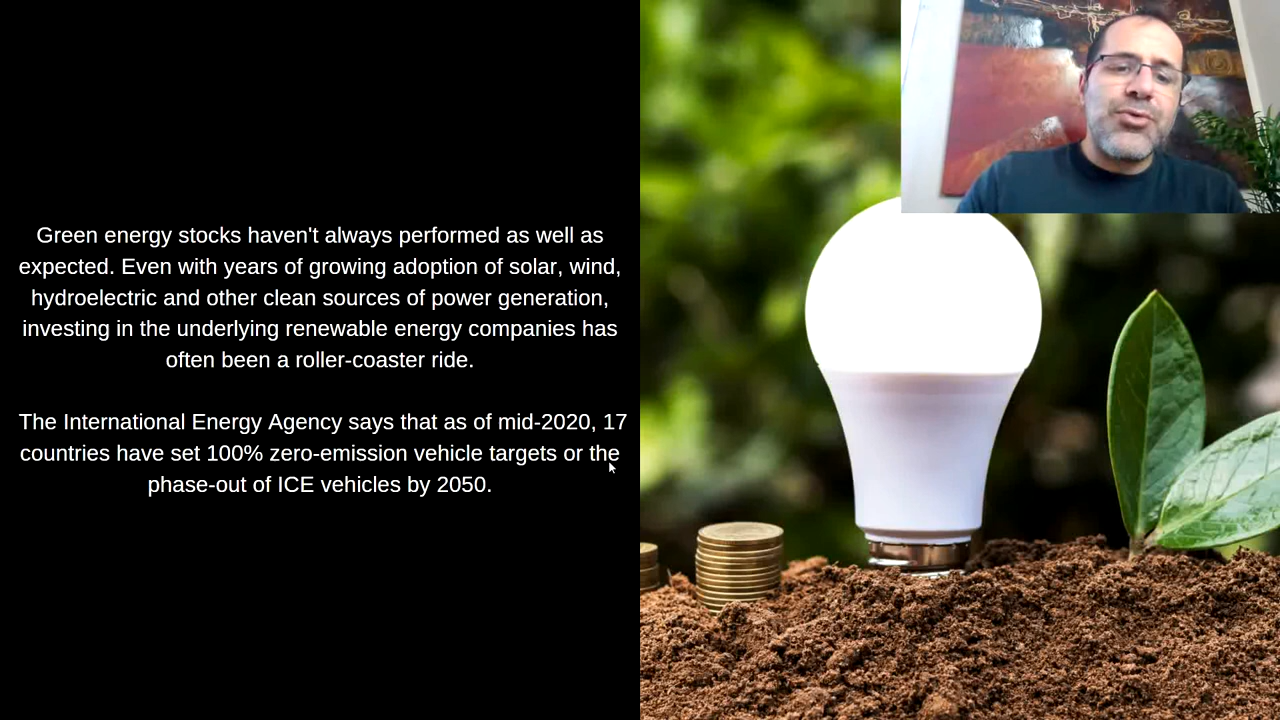 Green energy stocks haven't always performed as well as
expected. Even with years of growing adoption of solar, wind,
hydroelectric and other clean sources of power generation,
investing in the underlying renewable energy companies has
often been a roller-coaster ride.
The International Energy Agency says that as of mid-2020, 17
countries have set 100% zero-emission vehicle targets or the
phase-out of ICE vehicles by 2050.